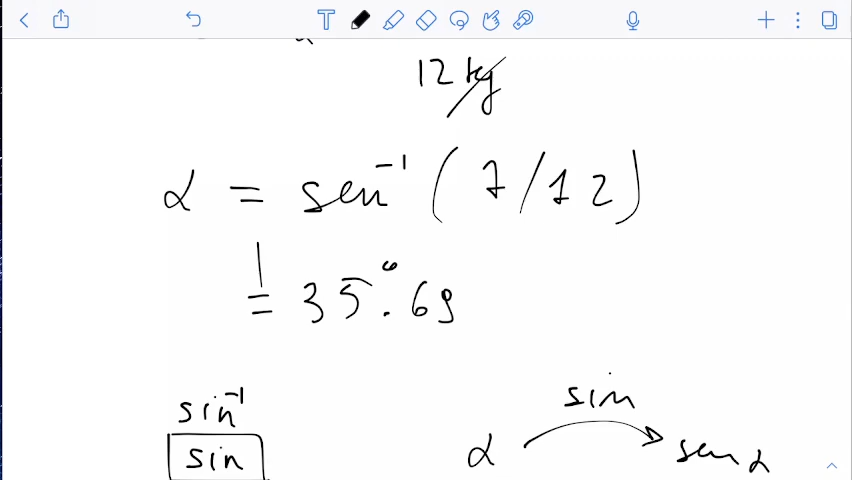 12 kg
α = sen⁻¹ (7/12)
= 35°.69
sin⁻¹
sin
sin
α sen α